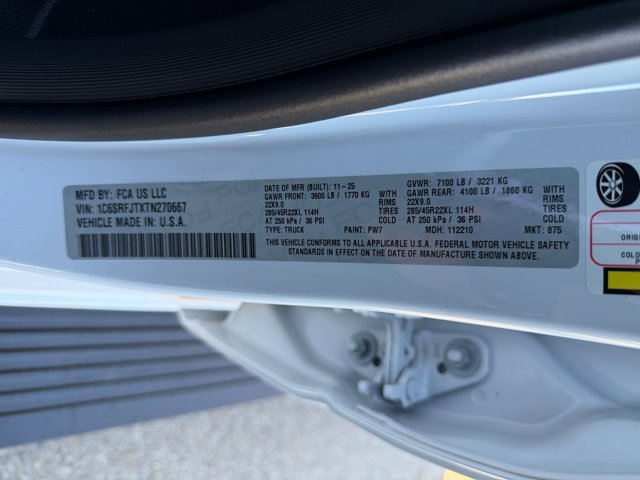 MFD BY: FCA US LLC
VIN: 1C6SRFJTXTN270667
VEHICLE MADE IN: U.S.A.
DATE OF MFR (BUILT): 11-25
GAWR FRONT: 3900 LB / 1770 KG WITH
22X9.0 RIMS
285/45R22XL 114H TIRES
AT 250 kPa / 36 PSI COLD
TYPE: TRUCK PAINT: PW7
GVWR: 7100 LB / 3221 KG
GAWR REAR: 4100 LB / 1860 KG WITH
22X9.0 RIMS
285/45R22XL 114H TIRES
AT 250 kPa / 36 PSI COLD
MDH: 112210 MKT: 875
THIS VEHICLE CONFORMS TO ALL APPLICABLE U.S.A. FEDERAL MOTOR VEHICLE SAFETY
STANDARDS IN EFFECT ON THE DATE OF MANUFACTURE SHOWN ABOVE.
ORIGI
COLD
P